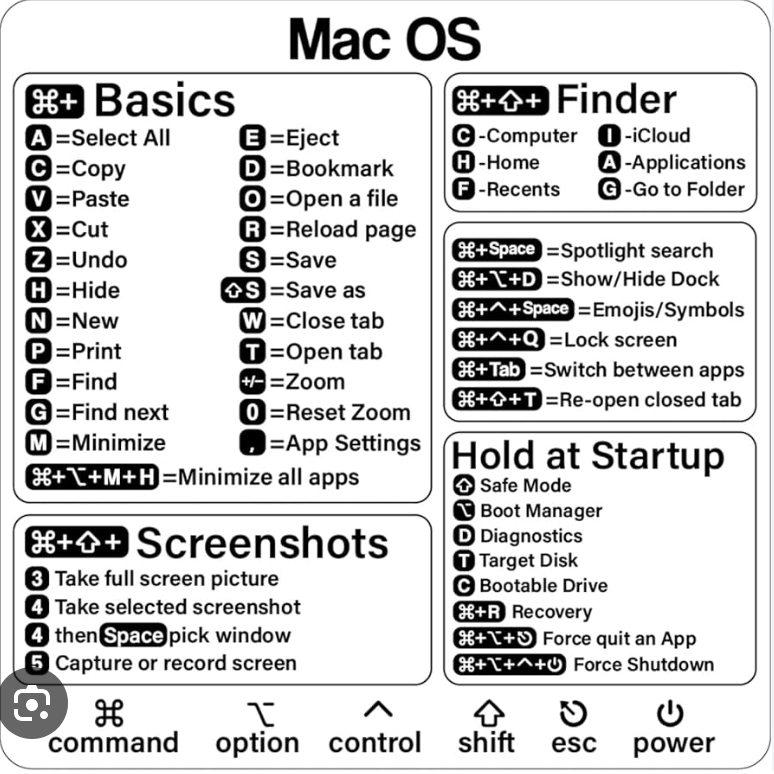 Mac OS
⌘+ Basics
A =Select All
C =Copy
V =Paste
X =Cut
Z =Undo
H =Hide
N =New
P =Print
F =Find
G =Find next
M =Minimize
E =Eject
D =Bookmark
O =Open a file
R =Reload page
S =Save
⇧S =Save as
W =Close tab
T =Open tab
+/- =Zoom
0 =Reset Zoom
, =App Settings
⌘+⌥+M+H =Minimize all apps
⌘+⇧+ Screenshots
3 Take full screen picture
4 Take selected screenshot
4 then Space pick window
5 Capture or record screen
⌘+⇧+ Finder
C -Computer
H -Home
F -Recents
I -iCloud
A -Applications
G -Go to Folder
⌘+Space =Spotlight search
⌘+⌥+D =Show/Hide Dock
⌘+^+Space =Emojis/Symbols
⌘+^+Q =Lock screen
⌘+Tab =Switch between apps
⌘+⇧+T =Re-open closed tab
Hold at Startup
⇧ Safe Mode
⌥ Boot Manager
D Diagnostics
T Target Disk
C Bootable Drive
⌘+R Recovery
⌘+⌥+⎋ Force quit an App
⌘+⌥+^+⏻ Force Shutdown
⌘ command
⌥ option
^ control
⇧ shift
⎋ esc
⏻ power